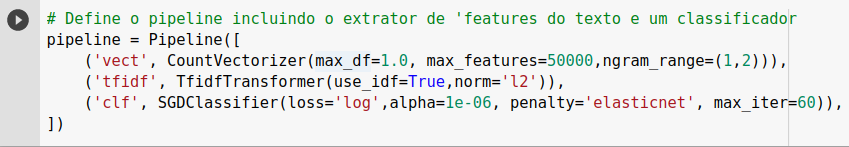 # Define o pipeline incluindo o extrator de 'features do texto e um classificador
pipeline = Pipeline([
    ('vect', CountVectorizer(max_df=1.0, max_features=50000,ngram_range=(1,2))),
    ('tfidf', TfidfTransformer(use_idf=True,norm='l2')),
    ('clf', SGDClassifier(loss='log',alpha=1e-06, penalty='elasticnet', max_iter=60)),
])